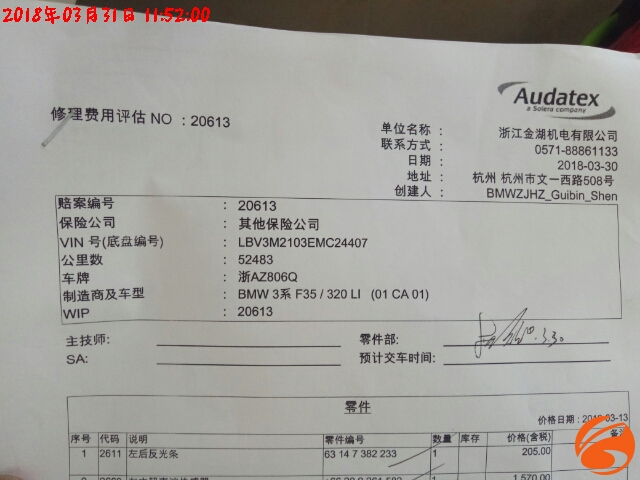 2018年03月31日 11:52:00
Audatex
a Solera company
修理费用评估 NO : 20613
单位名称 : 浙江金湖机电有限公司
联系方式 : 0571-88861133
日期 : 2018-03-30
地址 : 杭州 杭州市文一西路508号
创建人 : BMWZJHZ_Guibin_Shen
赔案编号 : 20613
保险公司 : 其他保险公司
VIN 号(底盘编号) : LBV3M2103EMC24407
公里数 : 52483
车牌 : 浙AZ806Q
制造商及车型 : BMW 3系 F35 / 320 LI (01 CA 01)
WIP : 20613
主技师: 零件部:
SA: 预计交车时间: 3.30
零件
价格日期 : 2018-03-13
序号 代码 说明 零件编号 数量 库存 价格(含税)
1 2611 左后反光条 63 14 7 382 233 1 205.00
1,570.00